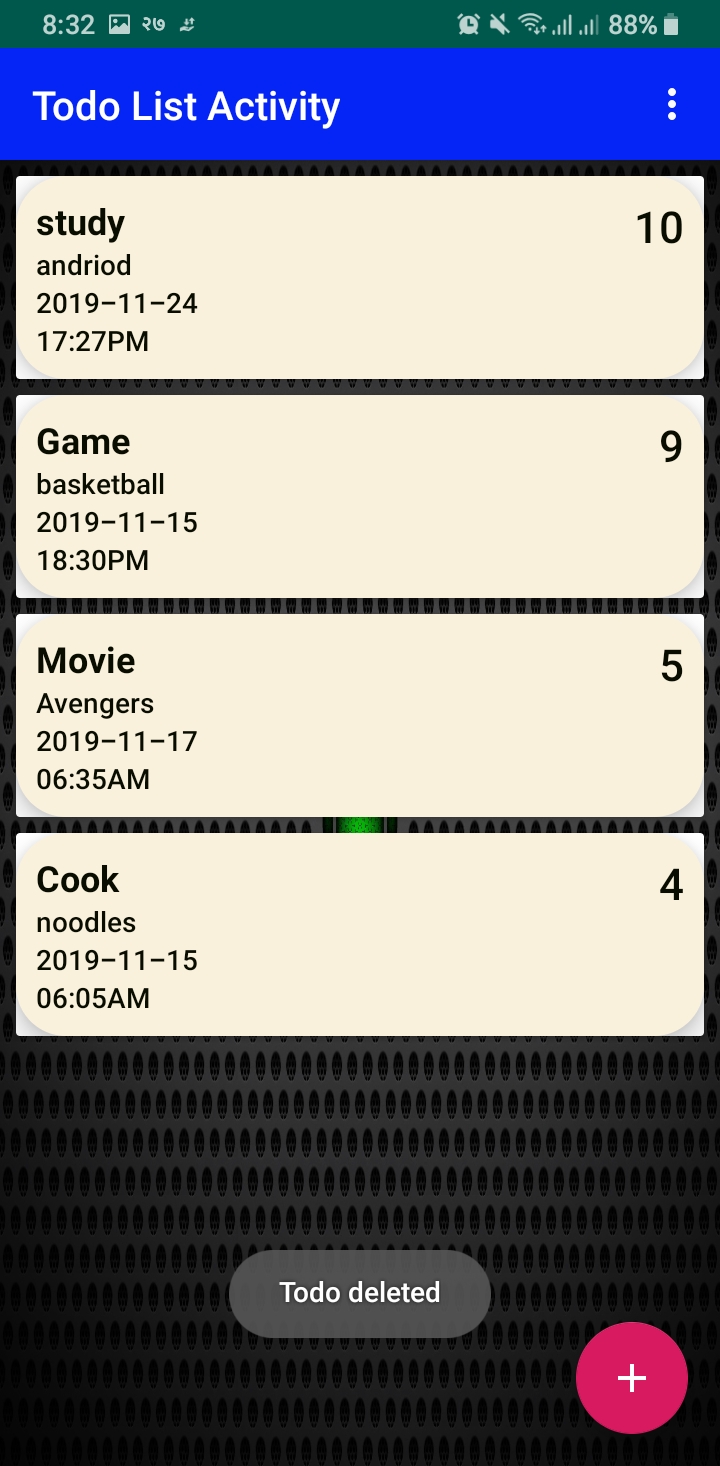 8:32 २७ 88%
Todo List Activity
study 10
andriod
2019-11-24
17:27PM
Game 9
basketball
2019-11-15
18:30PM
Movie 5
Avengers
2019-11-17
06:35AM
Cook 4
noodles
2019-11-15
06:05AM
Todo deleted
+